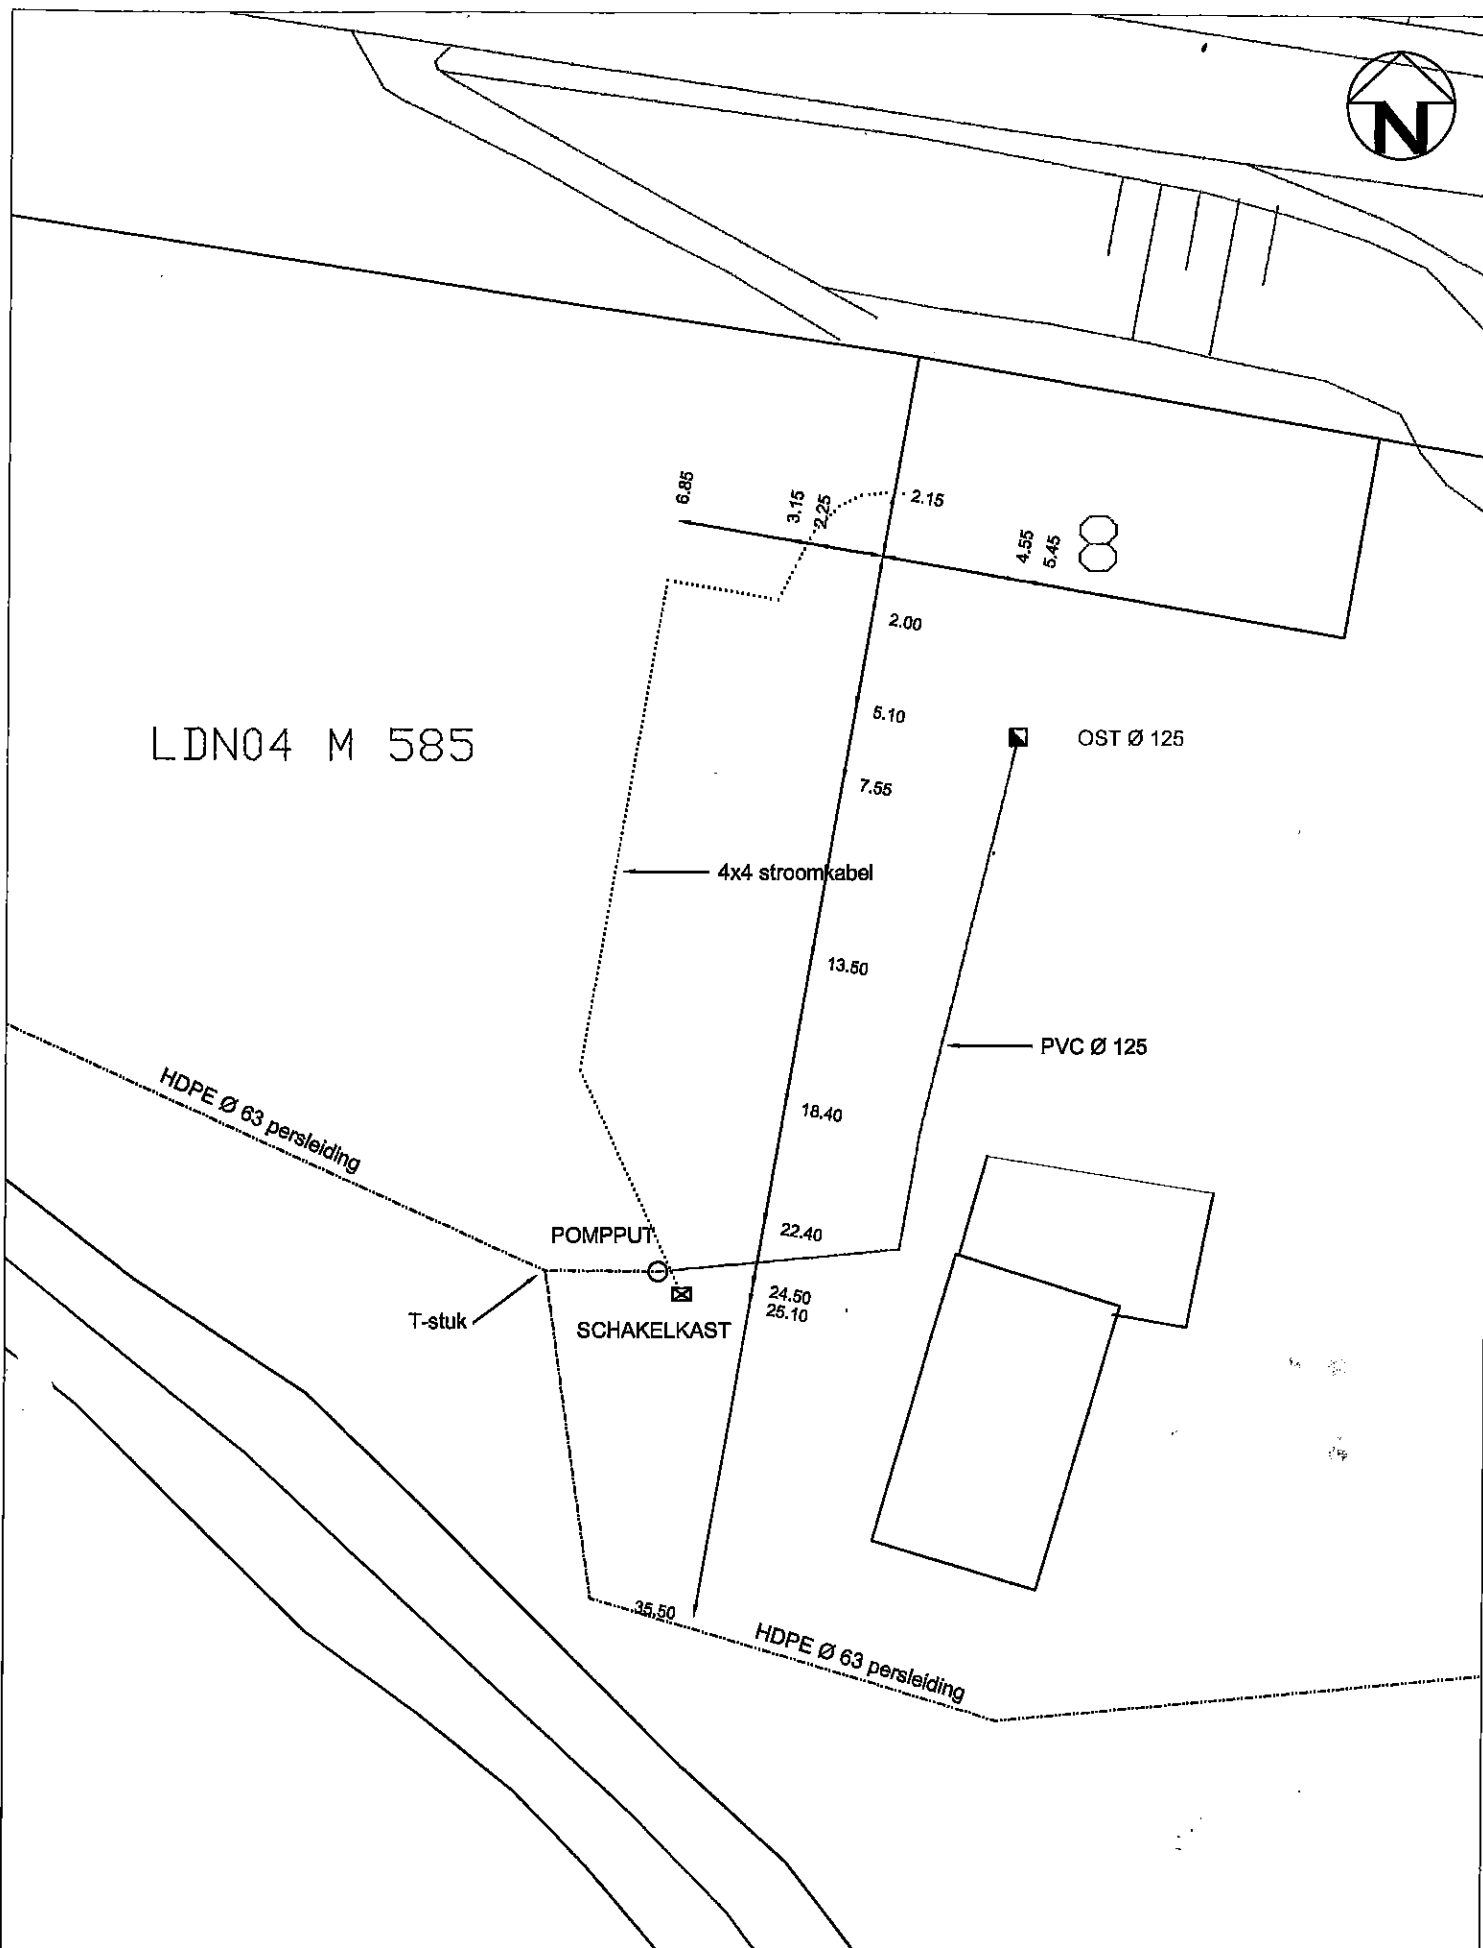 N
6.85
3.15
2.25
2.15
4.55
5.45
8
2.00
5.10
LDN04 M 585
OST Ø 125
7.55
4x4 stroomkabel
13.50
PVC Ø 125
HDPE Ø 63 persleiding
18.40
POMPPUT
22.40
24.50
25.10
T-stuk
SCHAKELKAST
35.50
HDPE Ø 63 persleiding